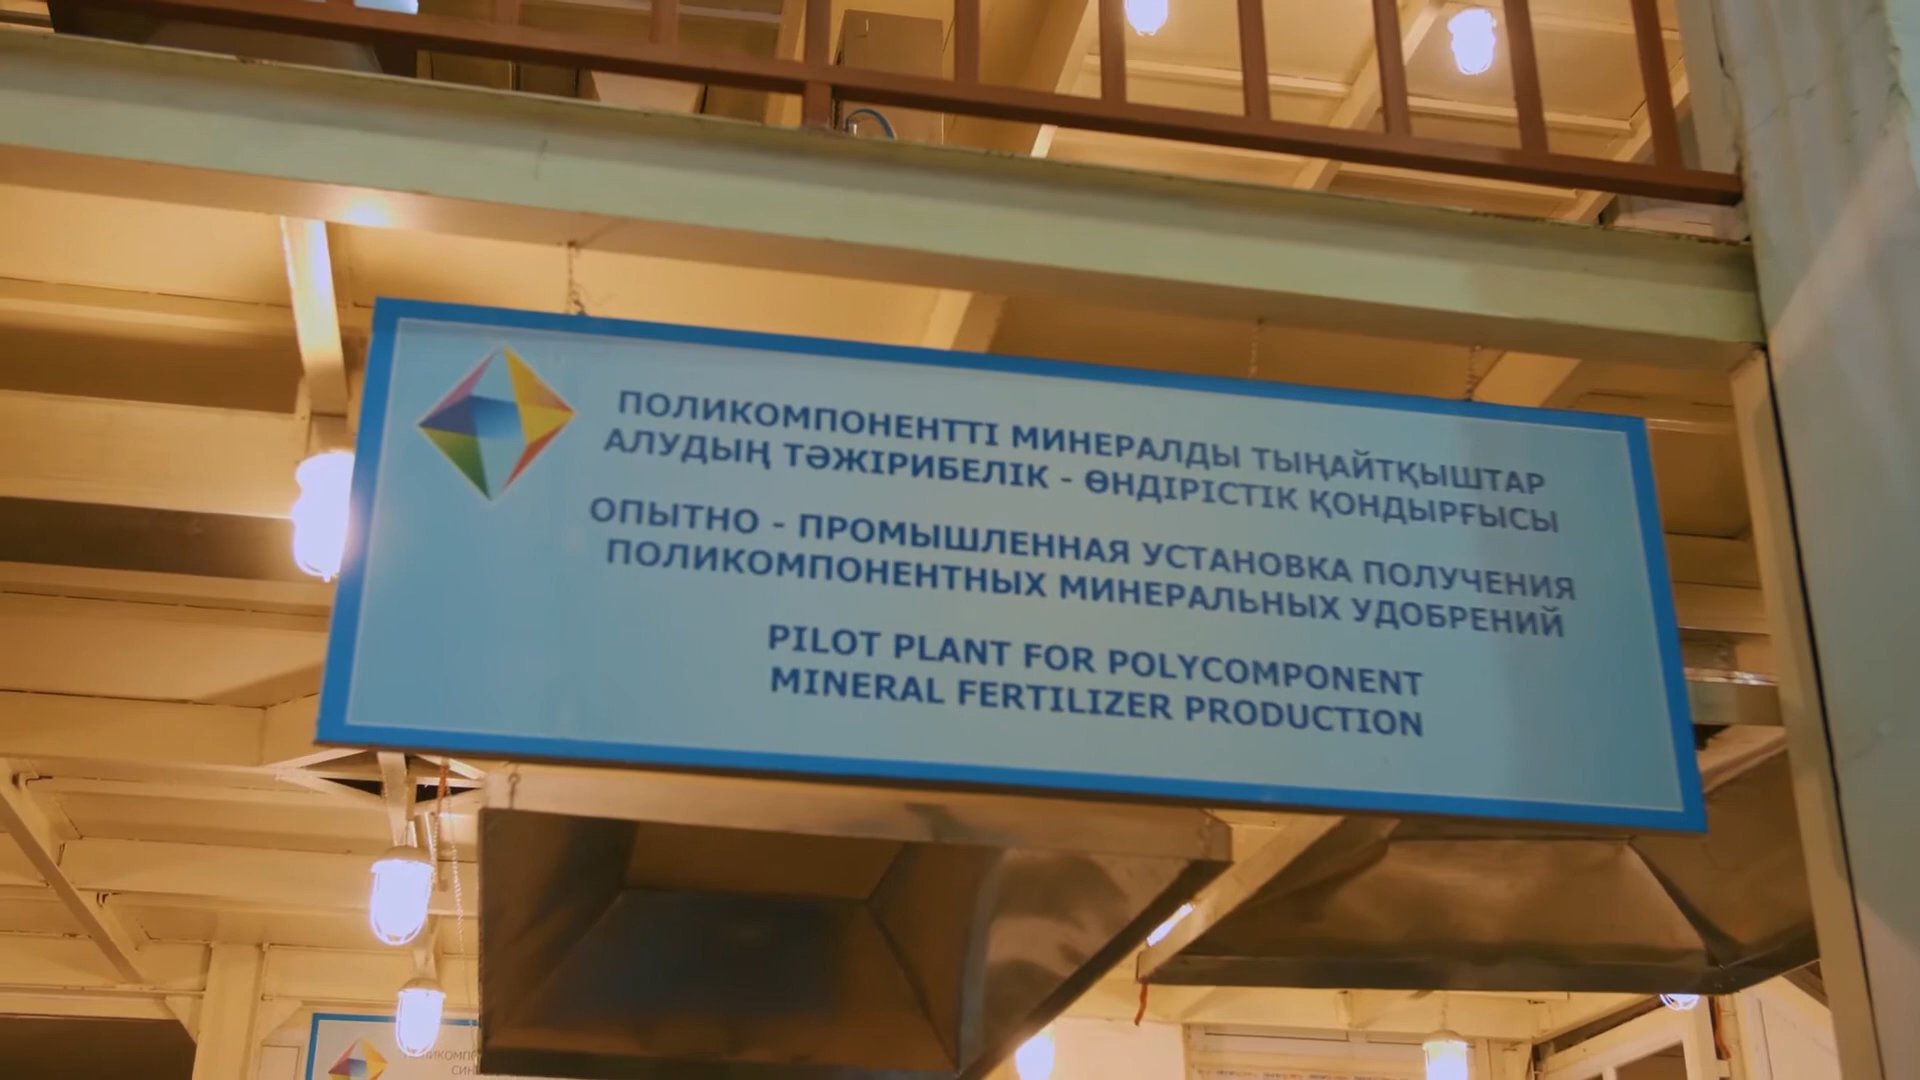 ПОЛИКОМПОНЕНТТІ МИНЕРАЛДЫ ТЫҢАЙТҚЫШТАР
АЛУДЫҢ ТӘЖІРИБЕЛІК - ӨНДІРІСТІК ҚОНДЫРҒЫСЫ
ОПЫТНО - ПРОМЫШЛЕННАЯ УСТАНОВКА ПОЛУЧЕНИЯ
ПОЛИКОМПОНЕНТНЫХ МИНЕРАЛЬНЫХ УДОБРЕНИЙ
PILOT PLANT FOR POLYCOMPONENT
MINERAL FERTILIZER PRODUCTION